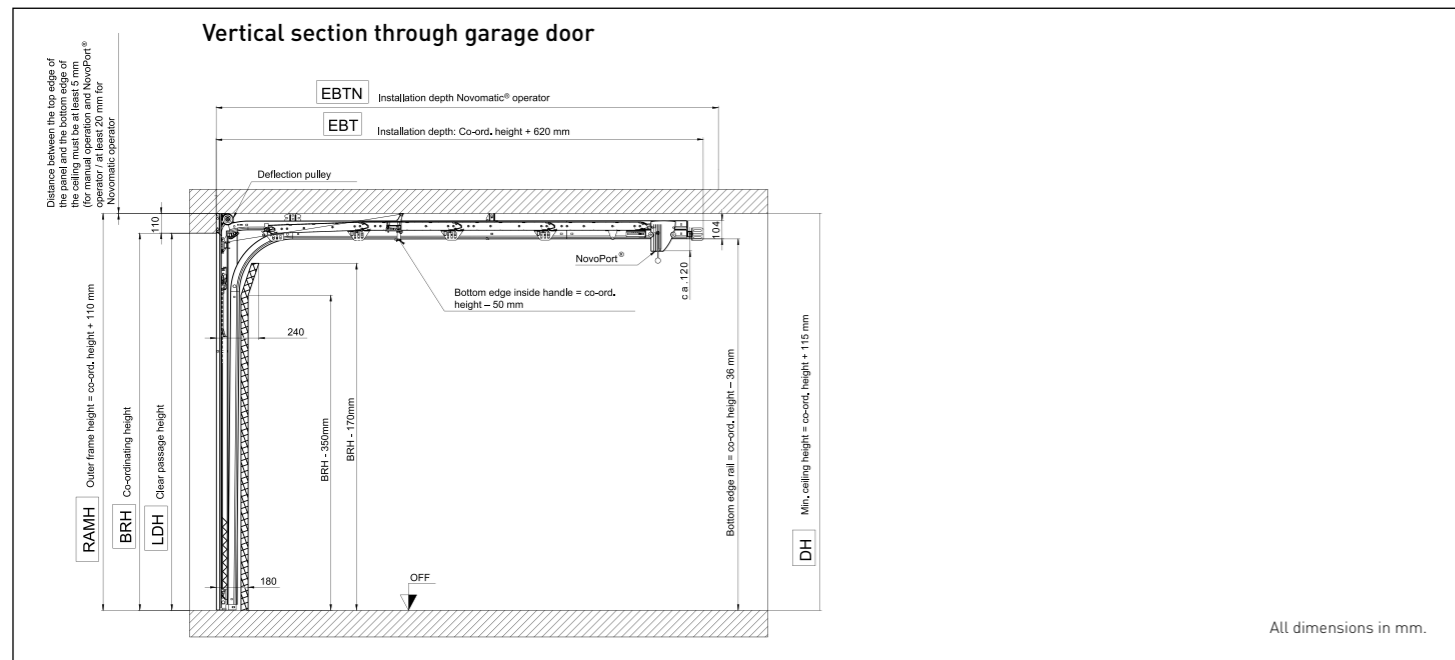 Vertical section through garage door
Distance between the top edge of
the panel and the bottom edge of
the ceiling must be at least 5 mm
(for manual operation and NovoPort®
operator / at least 20 mm for
Novomatic operator
EBTN Installation depth Novomatic® operator
EBT Installation depth: Co-ord. height + 620 mm
Deflection pulley
110
104
NovoPort®
ca.120
Bottom edge inside handle = co-ord.
height – 50 mm
240
RAMH Outer frame height = co-ord. height + 110 mm
BRH Co-ordinating height
LDH Clear passage height
BRH - 350mm
BRH - 170mm
Bottom edge rail = co-ord. height – 36 mm
DH Min. ceiling height = co-ord. height + 115 mm
180
OFF
All dimensions in mm.